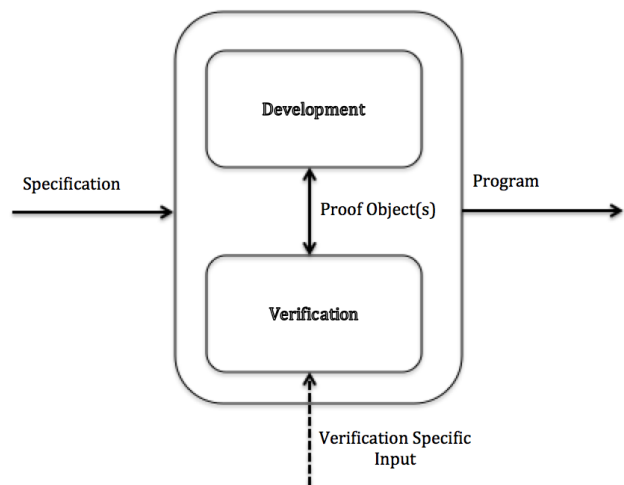 Development
Specification
Program
Proof Object(s)
Verification
Verification Specific
Input